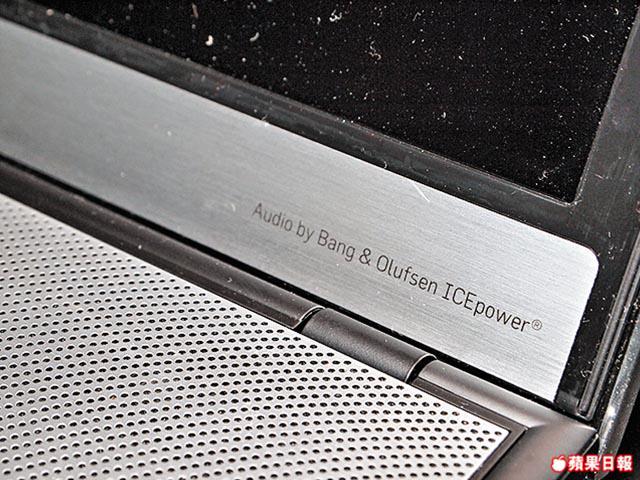 Audio by Bang & Olufsen ICEpower®
蘋果日報